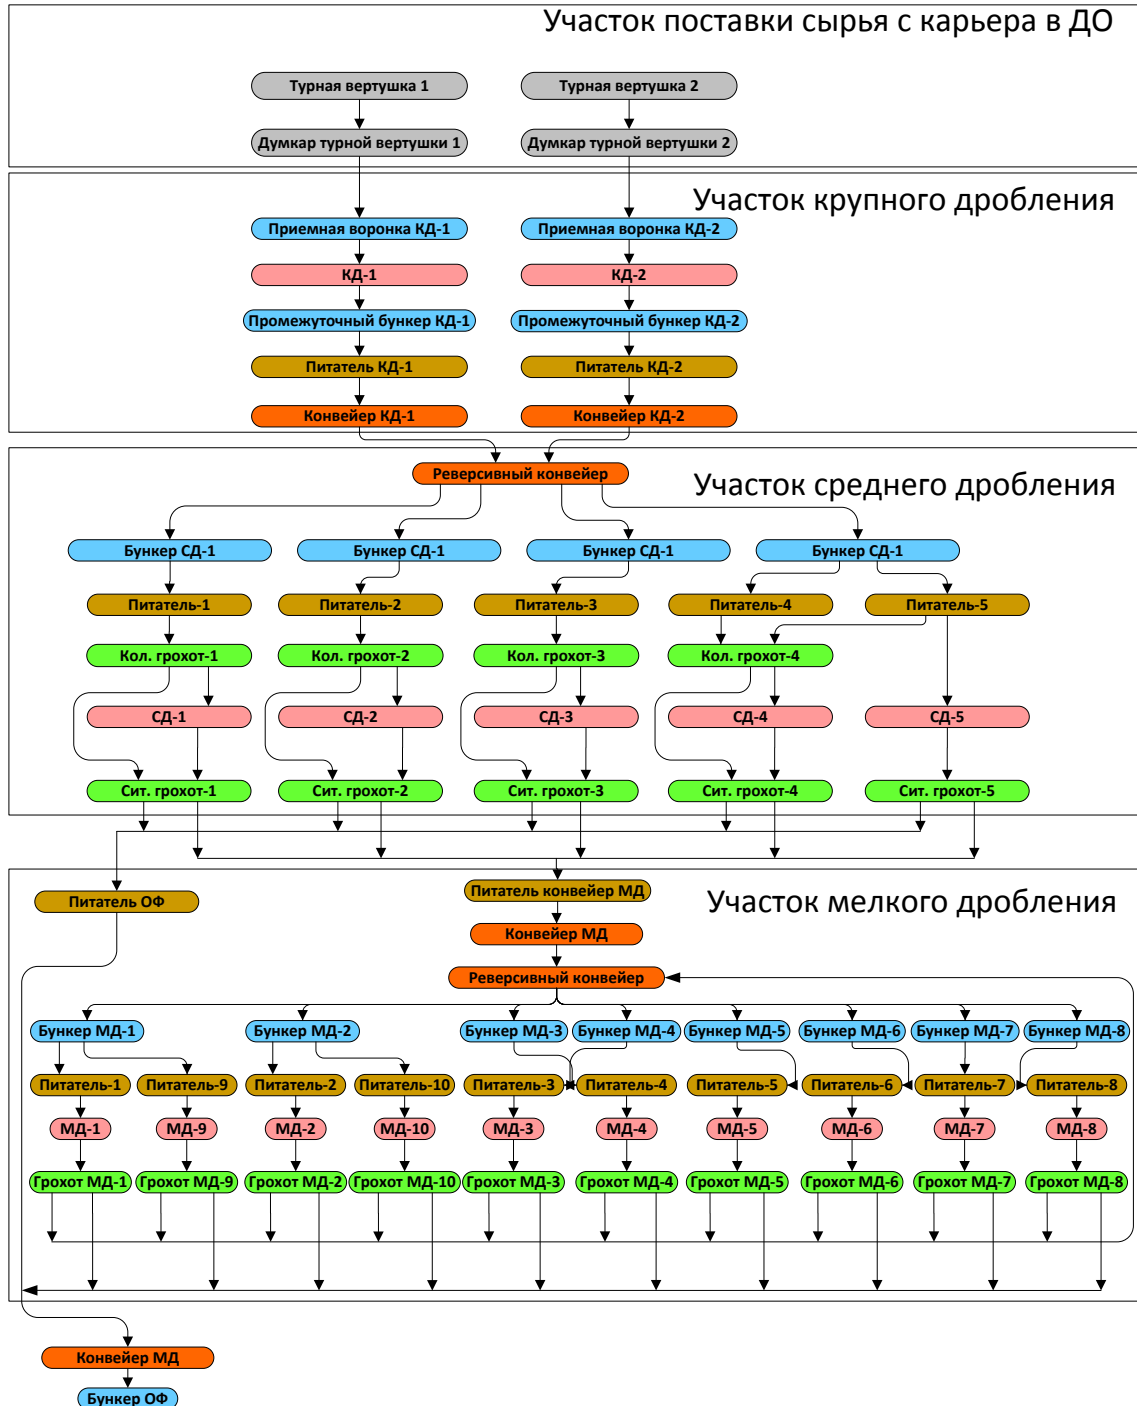 Участок поставки сырья с карьера в ДО
Турная вертушка 1
Турная вертушка 2
Думкар турной вертушки 1
Думкар турной вертушки 2
Участок крупного дробления
Приемная воронка КД-1
Приемная воронка КД-2
КД-1
КД-2
Промежуточный бункер КД-1
Промежуточный бункер КД-2
Питатель КД-1
Питатель КД-2
Конвейер КД-1
Конвейер КД-2
Реверсивный конвейер
Участок среднего дробления
Бункер СД-1
Бункер СД-1
Бункер СД-1
Бункер СД-1
Питатель-1
Питатель-2
Питатель-3
Питатель-4
Питатель-5
Кол. грохот-1
Кол. грохот-2
Кол. грохот-3
Кол. грохот-4
СД-1
СД-2
СД-3
СД-4
СД-5
Сит. грохот-1
Сит. грохот-2
Сит. грохот-3
Сит. грохот-4
Сит. грохот-5
Питатель ОФ
Питатель конвейер МД
Участок мелкого дробления
Конвейер МД
Реверсивный конвейер
Бункер МД-1
Бункер МД-2
Бункер МД-3
Бункер МД-4
Бункер МД-5
Бункер МД-6
Бункер МД-7
Бункер МД-8
Питатель-1
Питатель-9
Питатель-2
Питатель-10
Питатель-3
Питатель-4
Питатель-5
Питатель-6
Питатель-7
Питатель-8
МД-1
МД-9
МД-2
МД-10
МД-3
МД-4
МД-5
МД-6
МД-7
МД-8
Грохот МД-1
Грохот МД-9
Грохот МД-2
Грохот МД-10
Грохот МД-3
Грохот МД-4
Грохот МД-5
Грохот МД-6
Грохот МД-7
Грохот МД-8
Конвейер МД
Бункер ОФ